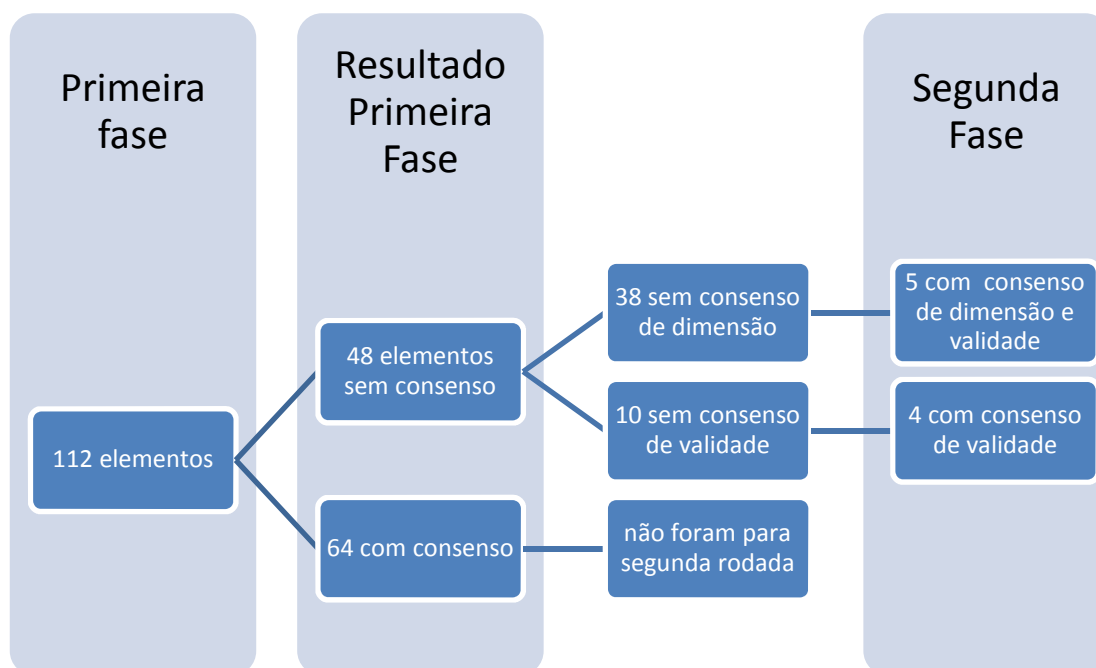 Primeira
fase
Resultado
Primeira
Fase
Segunda
Fase
112 elementos
48 elementos
sem consenso
64 com consenso
38 sem consenso
de dimensão
10 sem consenso
de validade
não foram para
segunda rodada
5 com consenso
de dimensão e
validade
4 com consenso
de validade